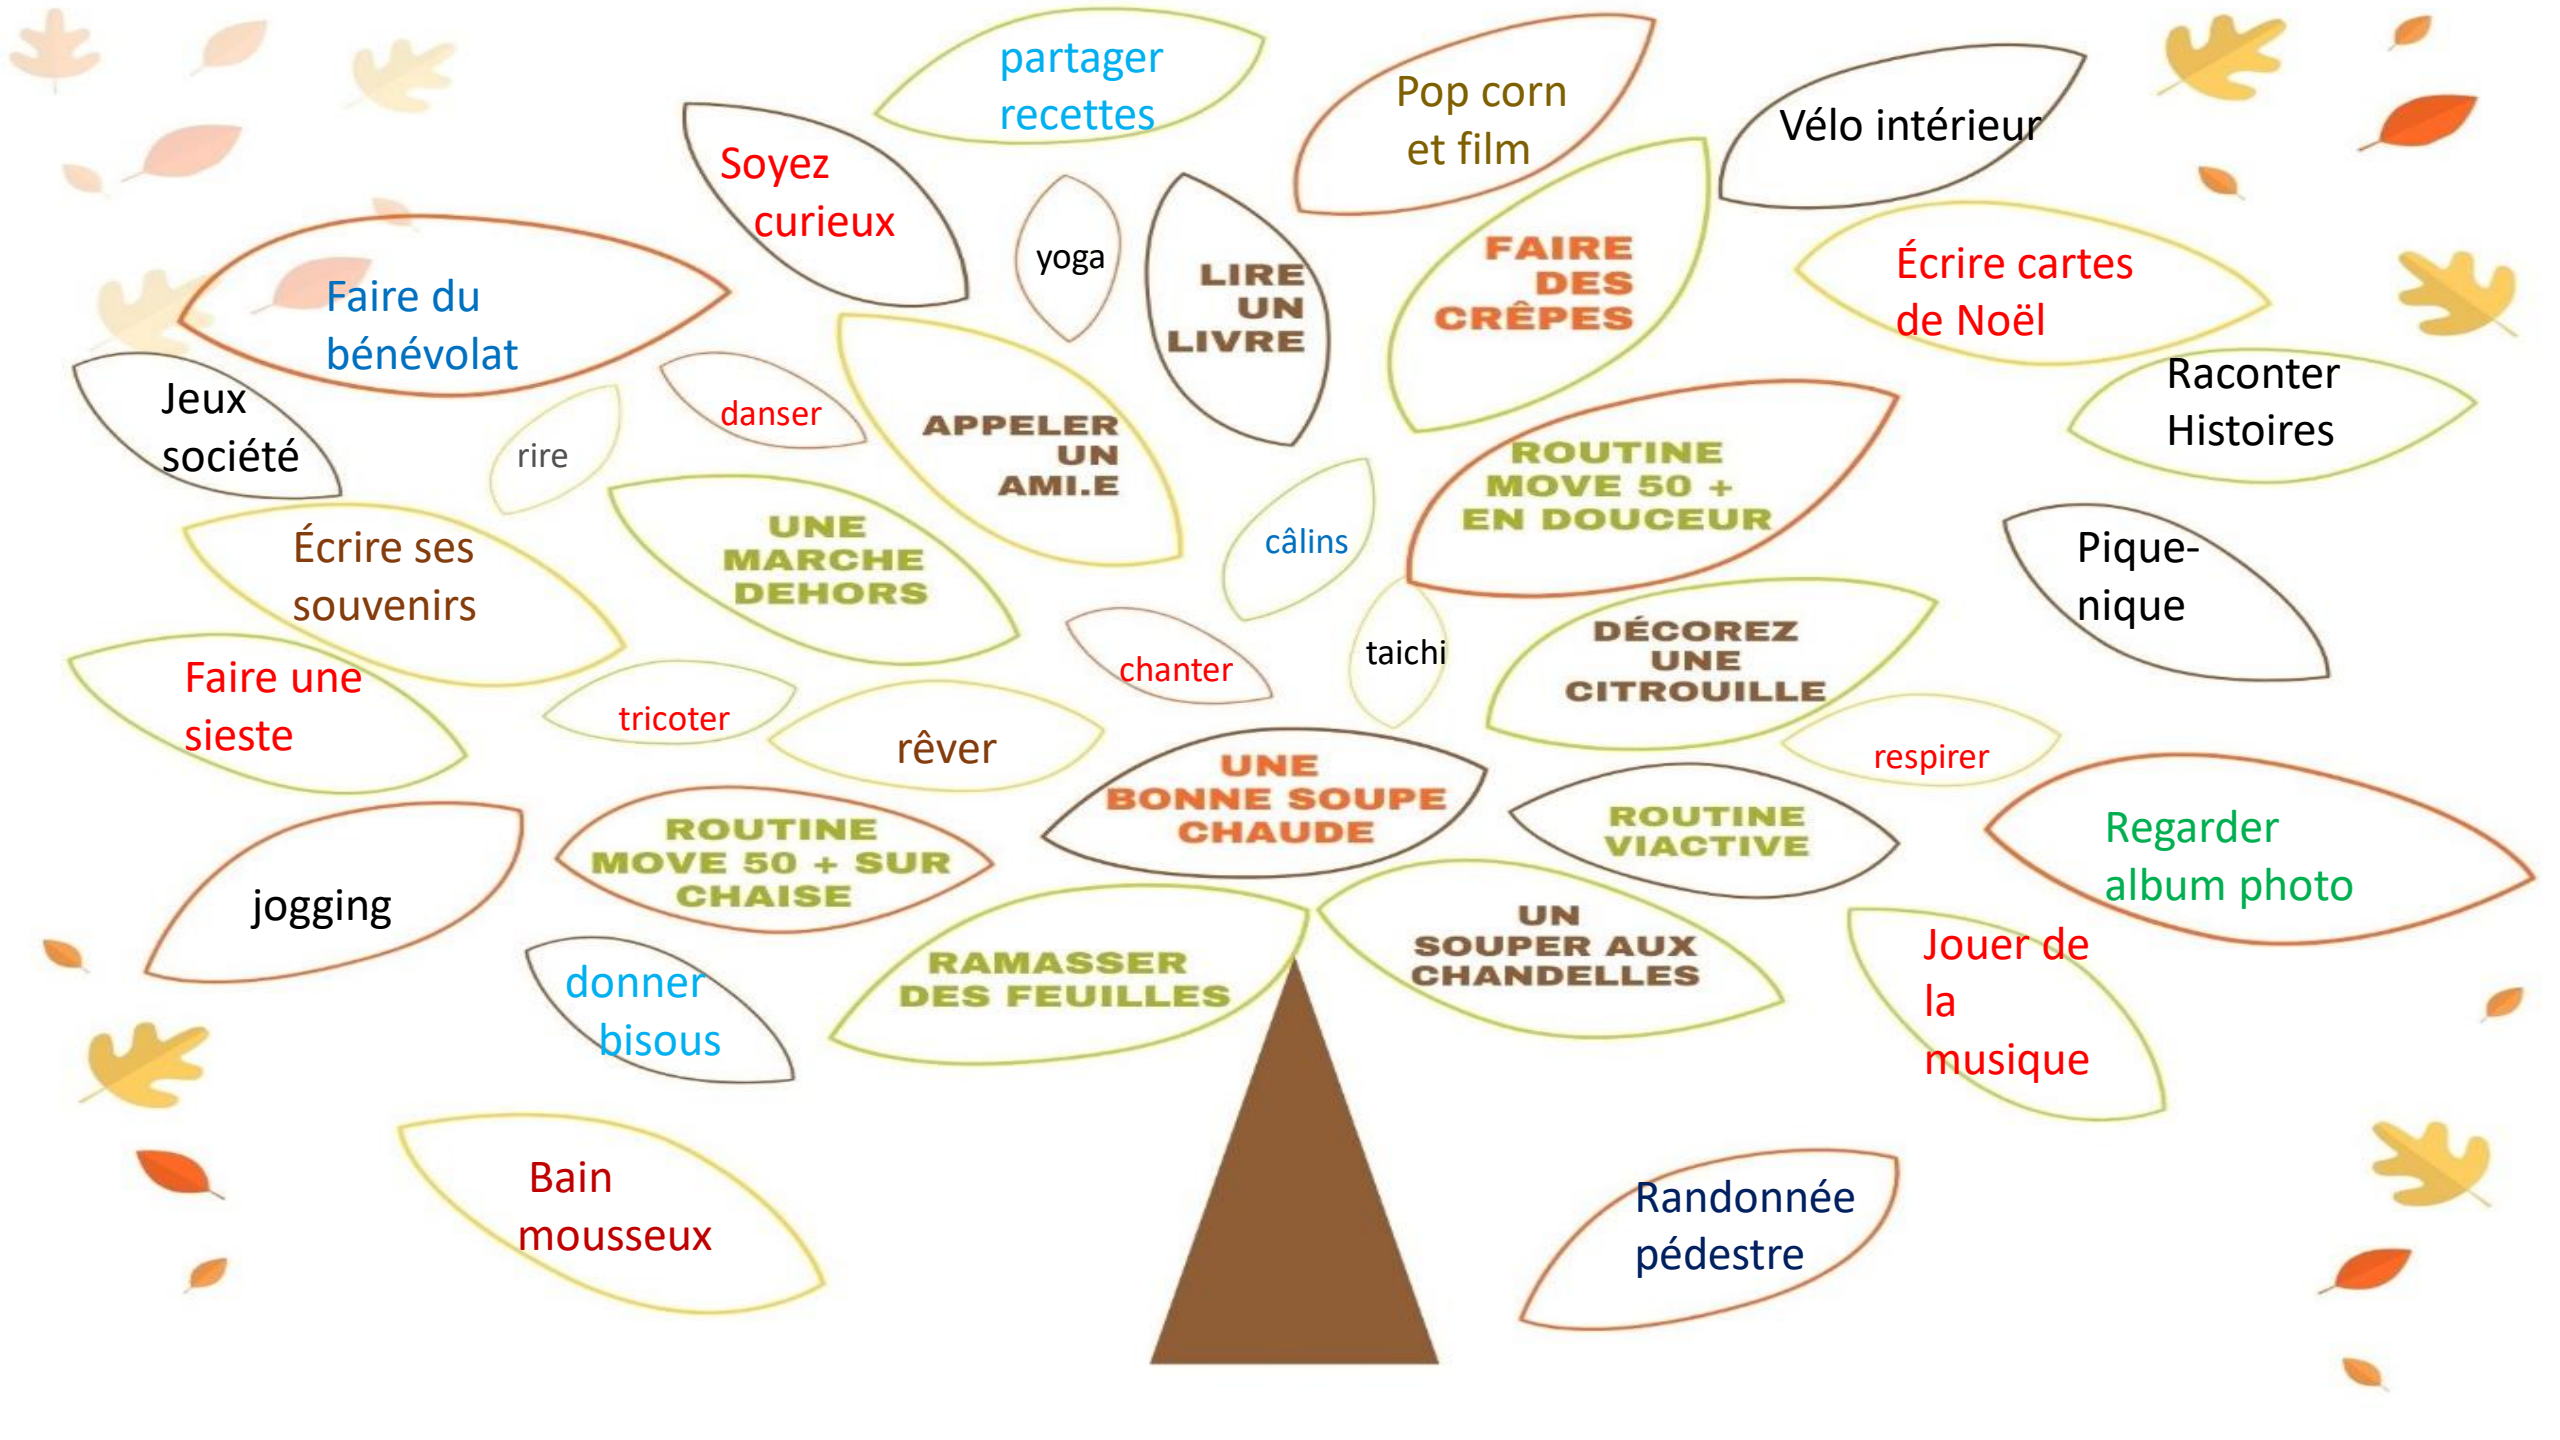 partager
recettes
Pop corn
et film
Vélo intérieur
Soyez
curieux
yoga
LIRE
UN
LIVRE
FAIRE
DES
CRÊPES
Écrire cartes
de Noël
Faire du
bénévolat
Jeux
société
rire
danser
APPELER
UN
AMI.E
ROUTINE
MOVE 50 +
EN DOUCEUR
Raconter
Histoires
Écrire ses
souvenirs
UNE
MARCHE
DEHORS
câlins
Pique-
nique
Faire une
sieste
tricoter
rêver
chanter
taichi
DÉCOREZ
UNE
CITROUILLE
respirer
UNE
BONNE SOUPE
CHAUDE
ROUTINE
VIACTIVE
Regarder
album photo
jogging
ROUTINE
MOVE 50 + SUR
CHAISE
donner
bisous
RAMASSER
DES FEUILLES
UN
SOUPER AUX
CHANDELLES
Jouer de
la
musique
Bain
mousseux
Randonnée
pédestre